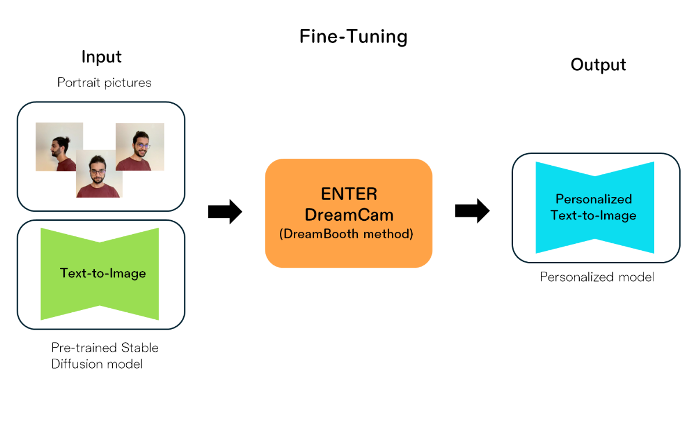 Fine-Tuning
Input
Portrait pictures
Text-to-Image
Pre-trained Stable
Diffusion model
ENTER
DreamCam
(DreamBooth method)
Output
Personalized
Text-to-Image
Personalized model